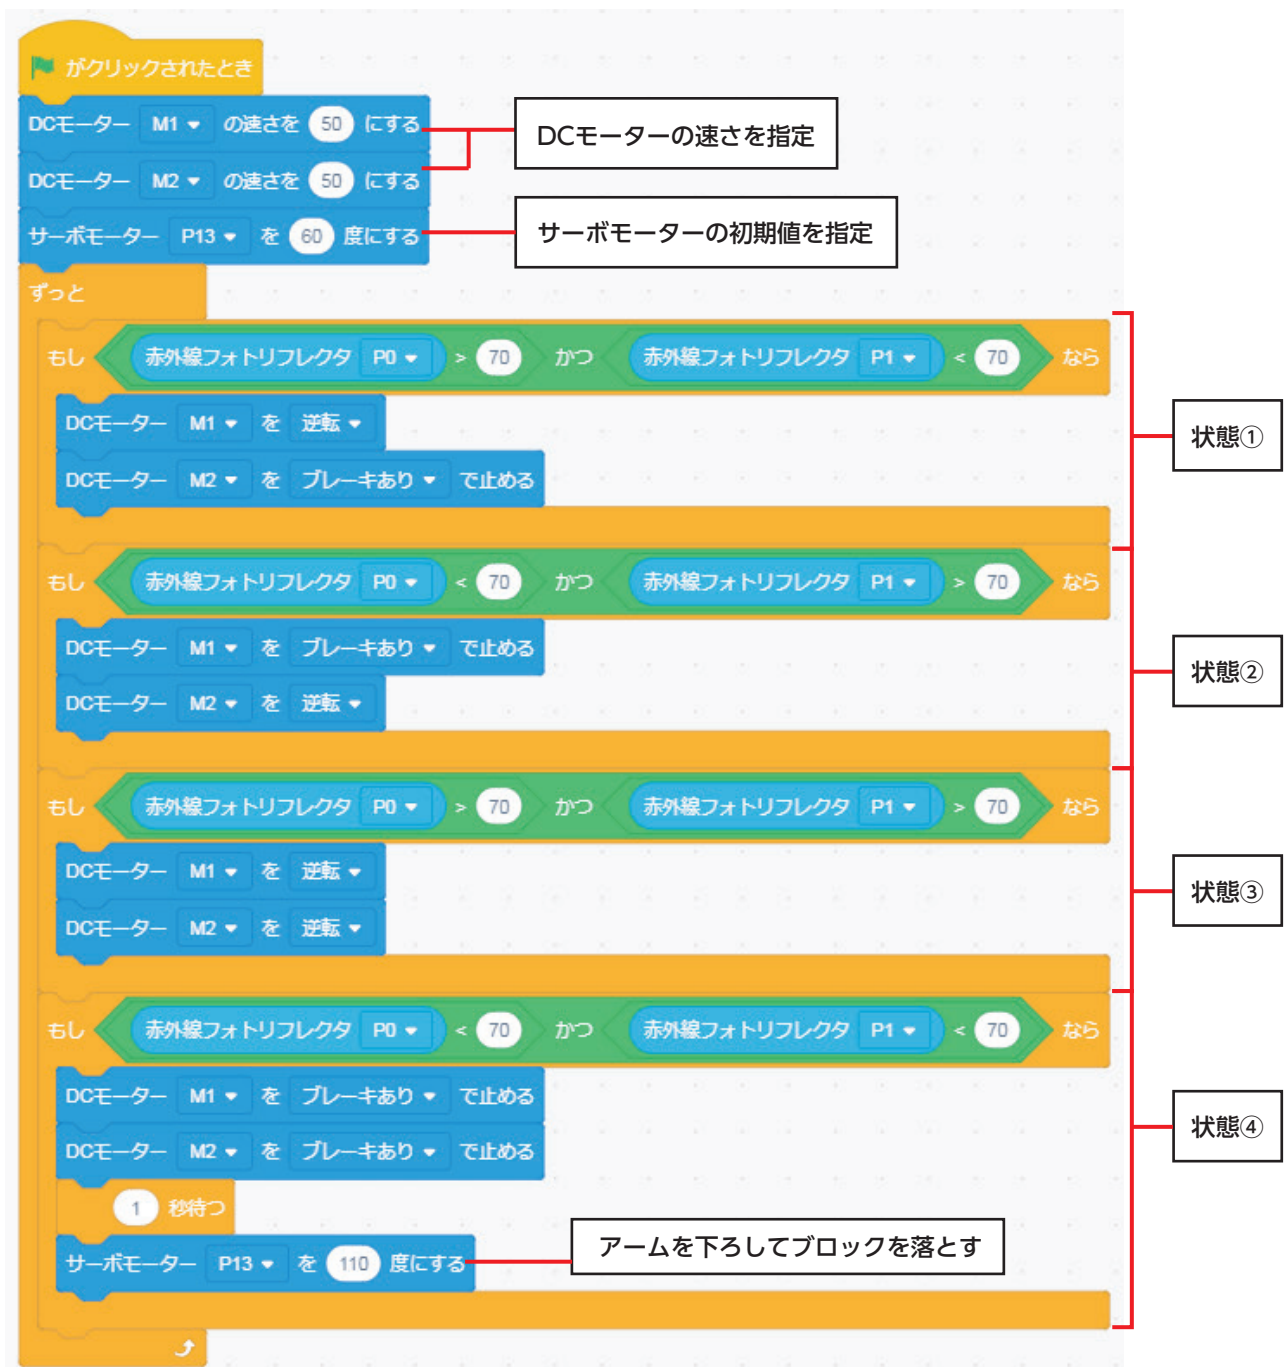 がクリックされたとき
DCモーター M1 の速さを 50 にする
DCモーター M2 の速さを 50 にする
DCモーターの速さを指定
サーボモーター P13 を 60 度にする
サーボモーターの初期値を指定
ずっと
もし 赤外線フォトリフレクタ P0 > 70 かつ 赤外線フォトリフレクタ P1 < 70 なら
DCモーター M1 を 逆転
DCモーター M2 を ブレーキあり で止める
状態①
もし 赤外線フォトリフレクタ P0 < 70 かつ 赤外線フォトリフレクタ P1 > 70 なら
DCモーター M1 を ブレーキあり で止める
DCモーター M2 を 逆転
状態②
もし 赤外線フォトリフレクタ P0 > 70 かつ 赤外線フォトリフレクタ P1 > 70 なら
DCモーター M1 を 逆転
DCモーター M2 を 逆転
状態③
もし 赤外線フォトリフレクタ P0 < 70 かつ 赤外線フォトリフレクタ P1 < 70 なら
DCモーター M1 を ブレーキあり で止める
DCモーター M2 を ブレーキあり で止める
1 秒待つ
サーボモーター P13 を 110 度にする
アームを下ろしてブロックを落とす
状態④